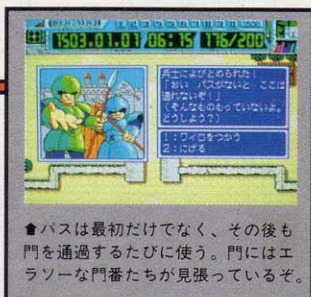 1503.01.01 06:15 176/200
兵士によびとめられた!
「おい パスがないと ここは
通れないぞ!」
(そんなものもっていないよ。
どうしよう?)
1:ワイロをつかう
2:にげる
☗パスは最初だけでなく、その後も
門を通過するたびに使う。門にはエ
ラソーな門番たちが見張っているぞ。